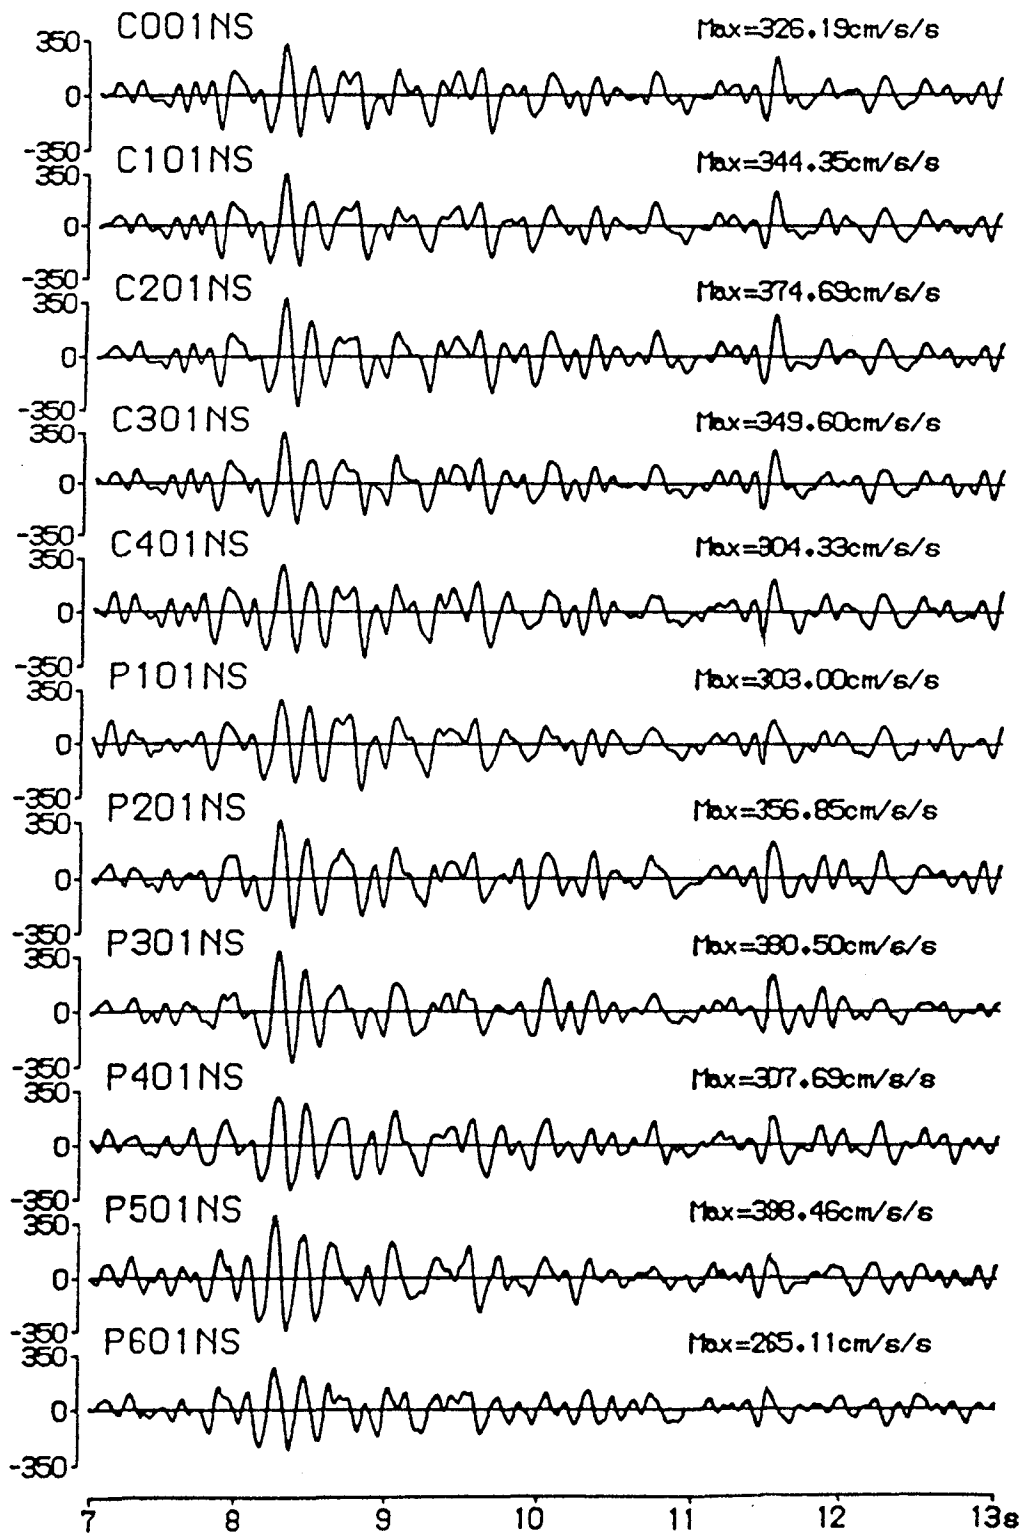 C001NS Max=326.19cm/s/s
350
0
-350
C101NS Max=344.35cm/s/s
350
0
-350
C201NS Max=374.69cm/s/s
350
0
-350
C301NS Max=349.60cm/s/s
350
0
-350
C401NS Max=304.33cm/s/s
350
0
-350
P101NS Max=303.00cm/s/s
350
0
-350
P201NS Max=356.85cm/s/s
350
0
-350
P301NS Max=380.50cm/s/s
350
0
-350
P401NS Max=307.69cm/s/s
350
0
-350
P501NS Max=398.46cm/s/s
350
0
-350
P601NS Max=265.11cm/s/s
350
0
-350
7 8 9 10 11 12 13s